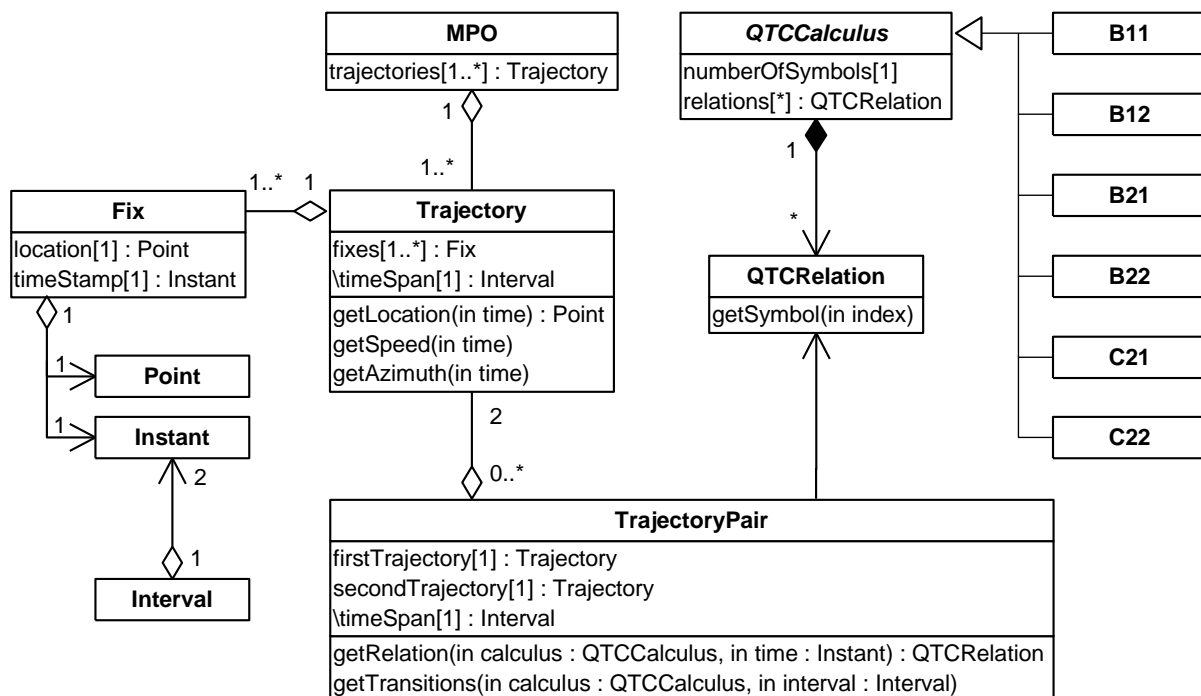 MPO
trajectories[1..*] : Trajectory
1
1..*
QTCCalculus
numberOfSymbols[1]
relations[*] : QTCRelation
1
*
B11
B12
B21
B22
C21
C22
1..*
1
Fix
location[1] : Point
timeStamp[1] : Instant
1
1
Point
1
Instant
2
1
Interval
Trajectory
fixes[1..*] : Fix
\timeSpan[1] : Interval
getLocation(in time) : Point
getSpeed(in time)
getAzimuth(in time)
2
0..*
QTCRelation
getSymbol(in index)
TrajectoryPair
firstTrajectory[1] : Trajectory
secondTrajectory[1] : Trajectory
\timeSpan[1] : Interval
getRelation(in calculus : QTCCalculus, in time : Instant) : QTCRelation
getTransitions(in calculus : QTCCalculus, in interval : Interval)